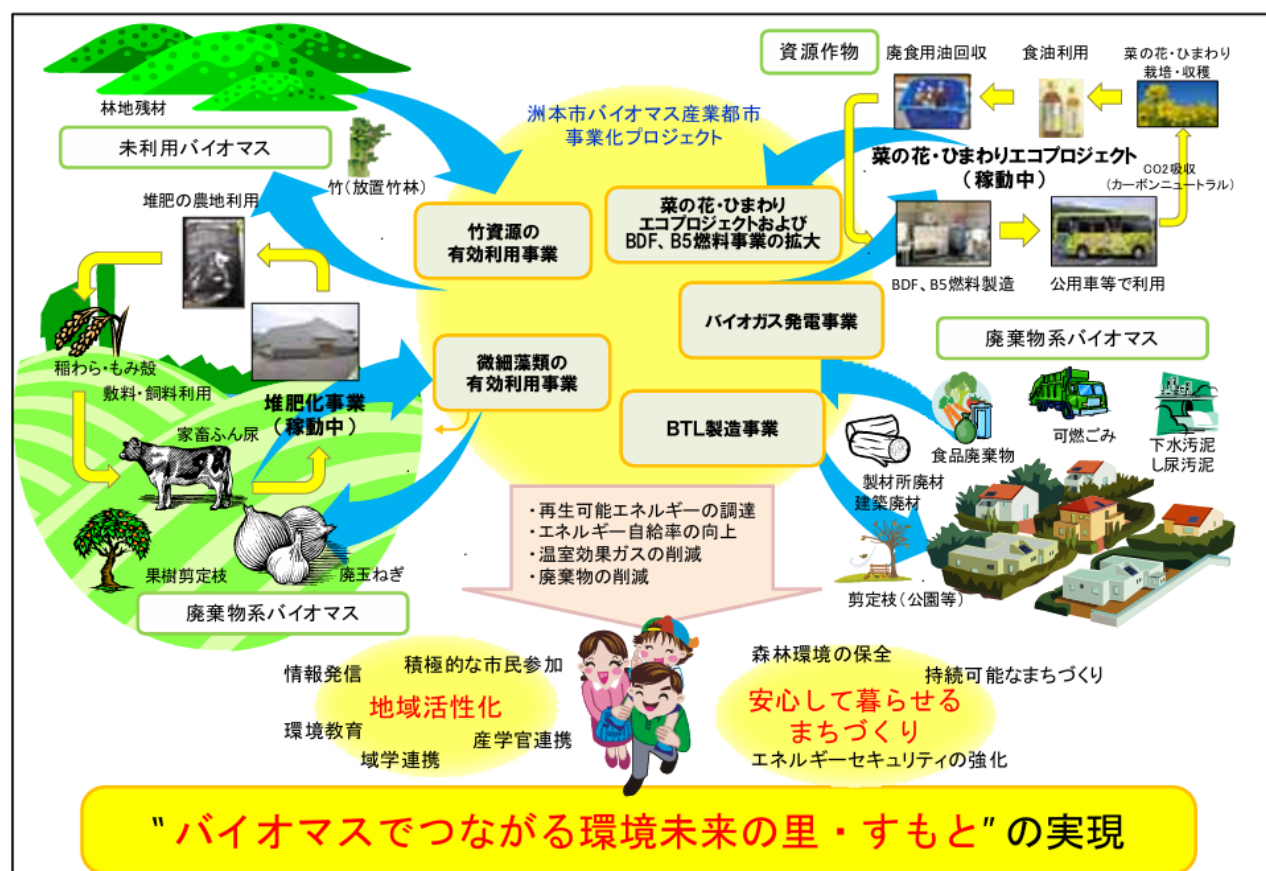 資源作物
廃食用油回収
食油利用
菜の花・ひまわり
栽培・収穫
林地残材
未利用バイオマス
竹(放置竹林)
洲本市バイオマス産業都市
事業化プロジェクト
菜の花・ひまわりエコプロジェクト
(稼動中)
CO2吸収
(カーボンニュートラル)
堆肥の農地利用
竹資源の
有効利用事業
菜の花・ひまわり
エコプロジェクトおよび
BDF、B5燃料事業の拡大
BDF、B5燃料製造
公用車等で利用
バイオガス発電事業
廃棄物系バイオマス
稲わら・もみ殻
敷料・飼料利用
微細藻類の
有効利用事業
堆肥化事業
(稼動中)
家畜ふん尿
BTL製造事業
食品廃棄物
可燃ごみ
下水汚泥
し尿汚泥
製材所廃材
建築廃材
・再生可能エネルギーの調達
・エネルギー自給率の向上
・温室効果ガスの削減
・廃棄物の削減
果樹剪定枝
廃玉ねぎ
剪定枝(公園等)
廃棄物系バイオマス
情報発信
積極的な市民参加
地域活性化
環境教育
産学官連携
域学連携
森林環境の保全
持続可能なまちづくり
安心して暮らせる
まちづくり
エネルギーセキュリティの強化
“バイオマスでつながる環境未来の里・すもと”の実現